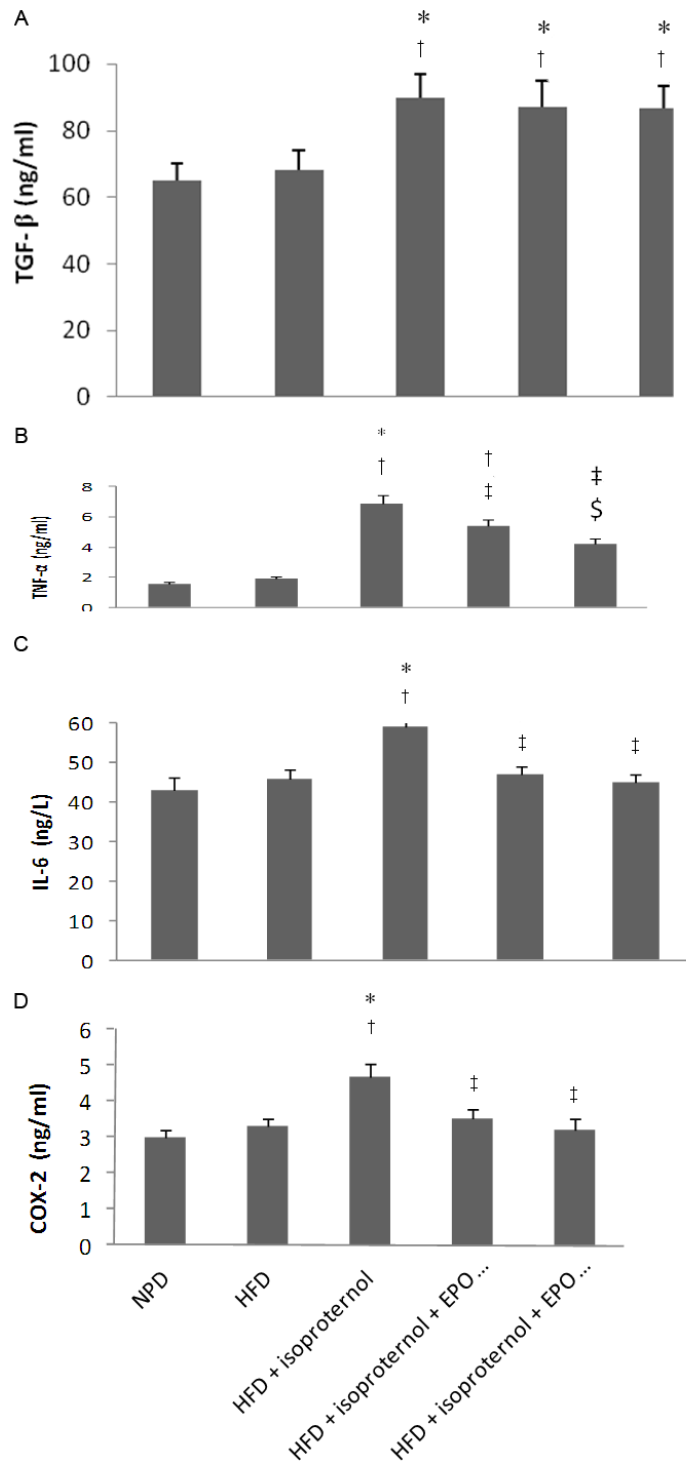 A
* * *
† † †
100
80
60
40
20
0
TGF- β (ng/ml)
B
* † ‡
† ‡ $
8
6
4
2
0
TNF-α (ng/ml)
C
*
† ‡ ‡
60
50
40
30
20
10
0
IL-6 (ng/L)
D
*
† ‡ ‡
6
5
4
3
2
1
0
COX-2 (ng/ml)
NPD
HFD
HFD + isoproternol
HFD + isoproternol + EPO...
HFD + isoproternol + EPO...